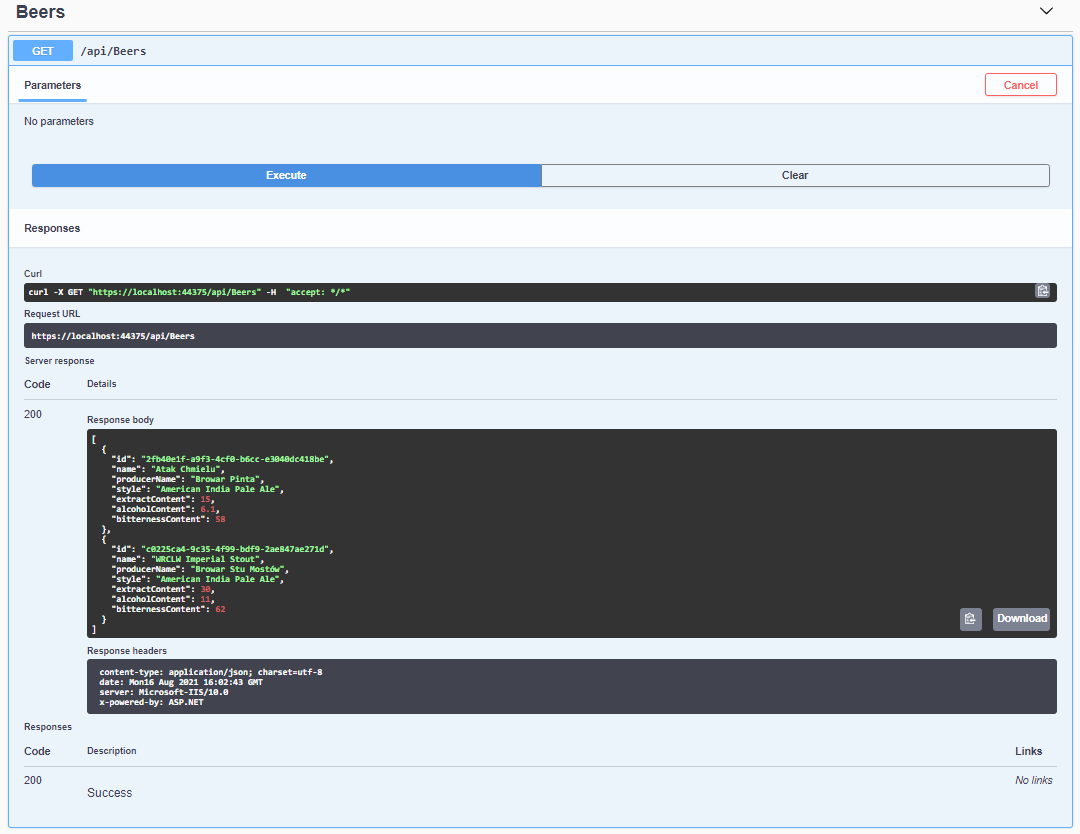 Beers
GET /api/Beers
Parameters Cancel
No parameters
Execute Clear
Responses
Curl
curl -X GET "https://localhost:44375/api/Beers" -H "accept: */*"
Request URL
https://localhost:44375/api/Beers
Server response
Code Details
200
Response body
[
{
"id": "2fb40e1f-a9f3-4cf0-b6cc-e3040dc418be",
"name": "Atak Chmielu",
"producerName": "Browar Pinta",
"style": "American India Pale Ale",
"extractContent": 15,
"alcoholContent": 6.1,
"bitternessContent": 58
},
{
"id": "c0225ca4-9c35-4f99-bdf9-2ae847ae271d",
"name": "WRCLW Imperial Stout",
"producerName": "Browar Stu Mostów",
"style": "American India Pale Ale",
"extractContent": 30,
"alcoholContent": 11,
"bitternessContent": 62
}
]
Download
Response headers
content-type: application/json; charset=utf-8
date: Mon16 Aug 2021 16:02:43 GMT
server: Microsoft-IIS/10.0
x-powered-by: ASP.NET
Responses
Code Description Links
200 No links
Success